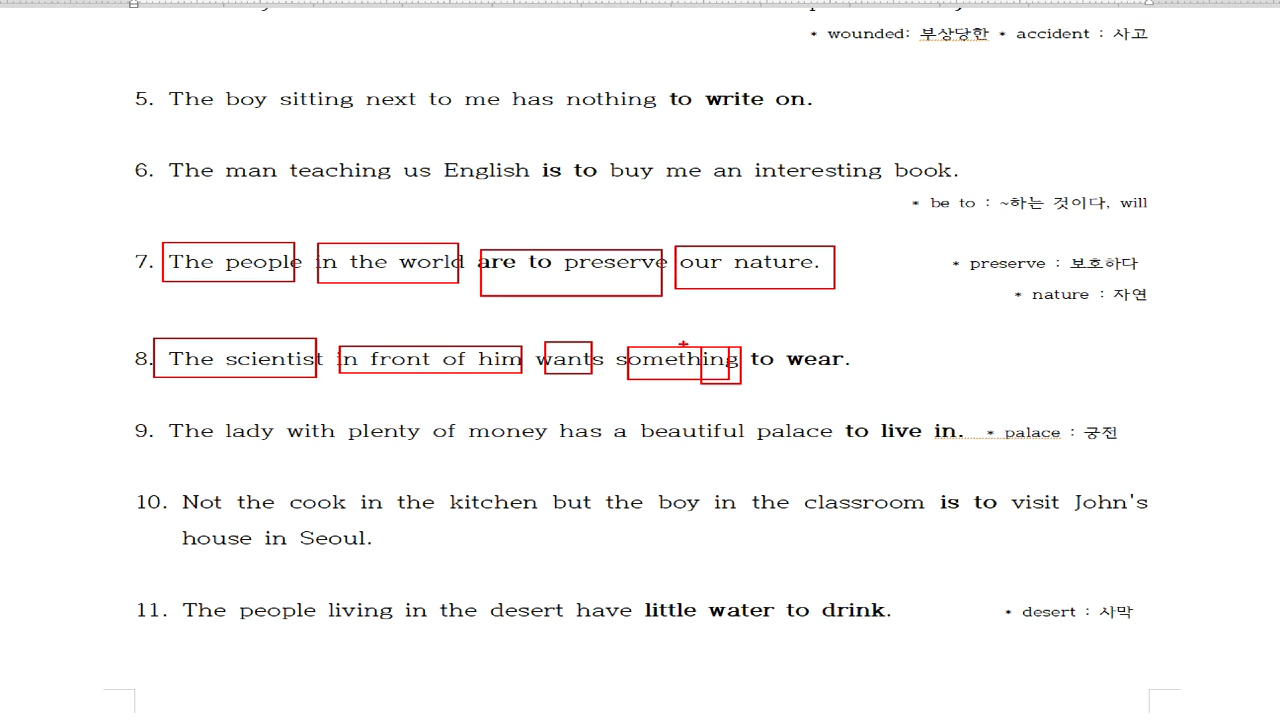 * wounded: 부상당한 * accident : 사고
5. The boy sitting next to me has nothing to write on.
6. The man teaching us English is to buy me an interesting book.
* be to : ~하는 것이다, will
7. The people in the world are to preserve our nature. * preserve : 보호하다
* nature : 자연
8. The scientist in front of him wants something to wear.
9. The lady with plenty of money has a beautiful palace to live in. * palace : 궁전
10. Not the cook in the kitchen but the boy in the classroom is to visit John's
house in Seoul.
11. The people living in the desert have little water to drink. * desert : 사막